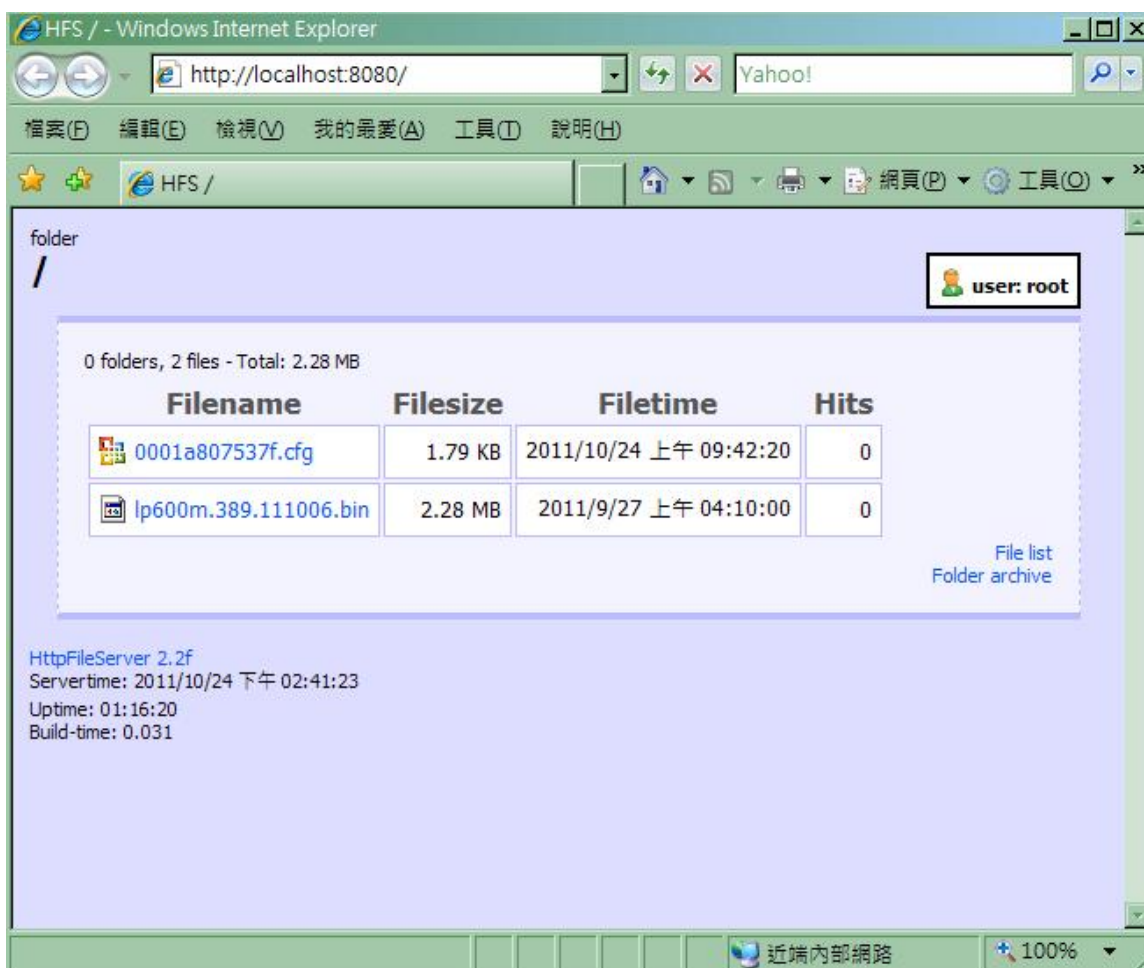 HFS / - Windows Internet Explorer
http://localhost:8080/
Yahoo!
檔案(F) 編輯(E) 檢視(V) 我的最愛(A) 工具(T) 說明(H)
HFS /
網頁(P) 工具(O) »
folder
/
user: root
0 folders, 2 files - Total: 2.28 MB
Filename Filesize Filetime Hits
0001a807537f.cfg 1.79 KB 2011/10/24 上午 09:42:20 0
lp600m.389.111006.bin 2.28 MB 2011/9/27 上午 04:10:00 0
File list
Folder archive
HttpFileServer 2.2f
Servertime: 2011/10/24 下午 02:41:23
Uptime: 01:16:20
Build-time: 0.031
近端內部網路 100%